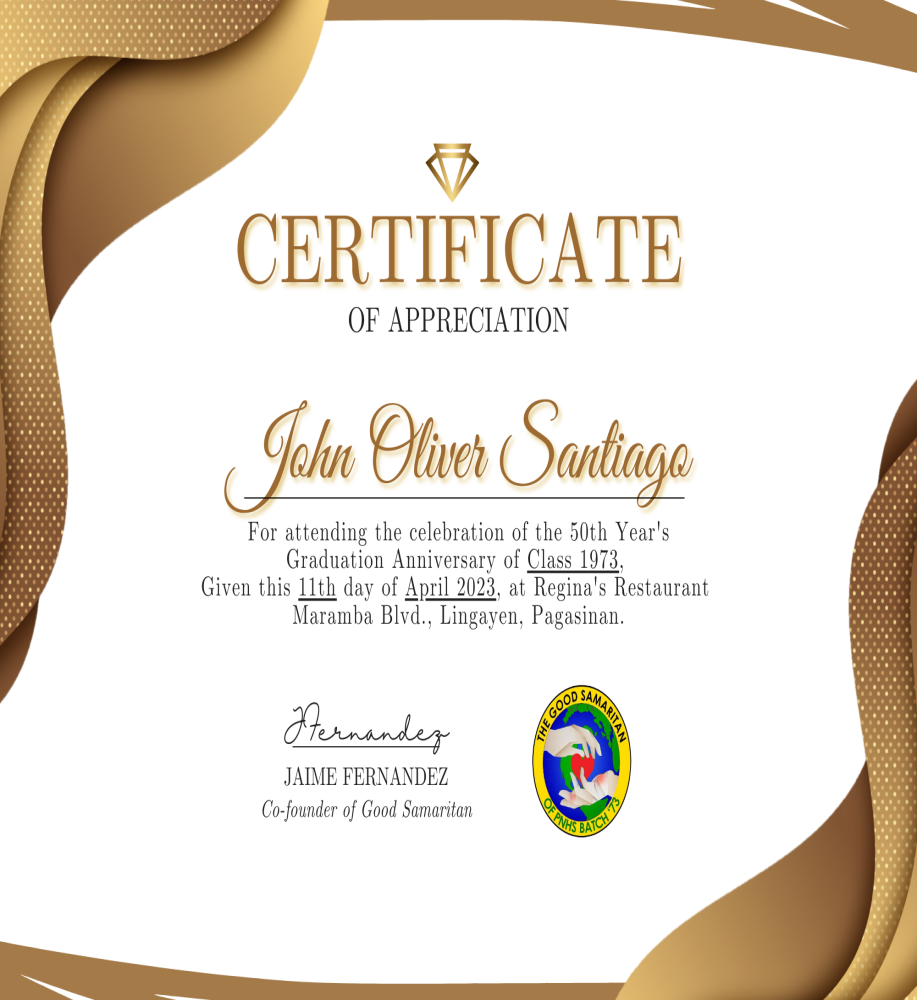 CERTIFICATE
OF APPRECIATION
John Oliver Santiago
For attending the celebration of the 50th Year's
Graduation Anniversary of Class 1973,
Given this 11th day of April 2023, at Regina's Restaurant
Maramba Blvd., Lingayen, Pagasinan.
JFernandez
JAIME FERNANDEZ
Co-founder of Good Samaritan
THE GOOD SAMARITAN
OF PNHS BATCH '73